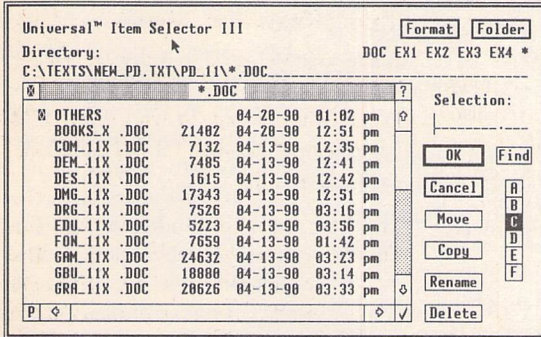 Universal™ Item Selector III
Format Folder
Directory:
DOC EX1 EX2 EX3 EX4 *
C:\TEXTS\NEW_PD.TXT\PD_11\*.DOC
*.DOC ?
Selection:
OTHERS 04-20-90 01:02 pm
BOOKS_X .DOC 21402 04-20-90 12:51 pm
COM_11X .DOC 7132 04-13-90 12:35 pm
DEM_11X .DOC 7405 04-13-90 12:41 pm
DES_11X .DOC 1615 04-13-90 12:42 pm
DMG_11X .DOC 17343 04-13-90 12:51 pm
DRG_11X .DOC 7526 04-13-90 03:16 pm
EDU_11X .DOC 5223 04-13-90 03:56 pm
FON_11X .DOC 7659 04-13-90 01:42 pm
GAM_11X .DOC 24632 04-13-90 03:23 pm
GBU_11X .DOC 18080 04-13-90 03:14 pm
GRA_11X .DOC 20626 04-13-90 03:33 pm
P
OK Find
Cancel
Move
Copy
Rename
Delete
A
B
C
D
E
F